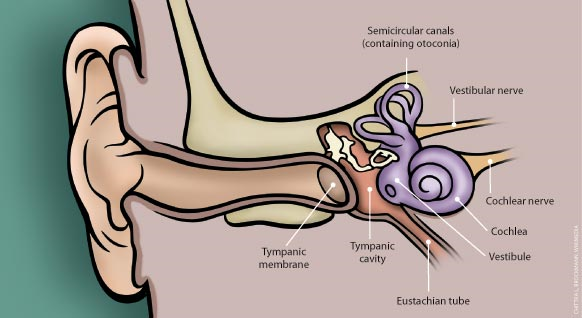 Semicircular canals
(containing otoconia)
Vestibular nerve
Cochlear nerve
Cochlea
Vestibule
Tympanic
membrane
Tympanic
cavity
Eustachian tube